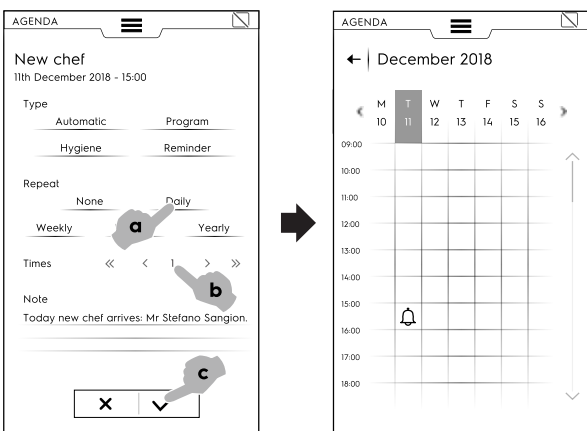 AGENDA
New chef
11th December 2018 - 15:00
Type
Automatic Program
Hygiene Reminder
Repeat
None Daily
Weekly Yearly
Times « < 1 > »
Note
Today new chef arrives: Mr Stefano Sangion.
a
b
c
AGENDA
December 2018
M T W T F S S
10 11 12 13 14 15 16
09:00
10:00
11:00
12:00
13:00
14:00
15:00
16:00
17:00
18:00